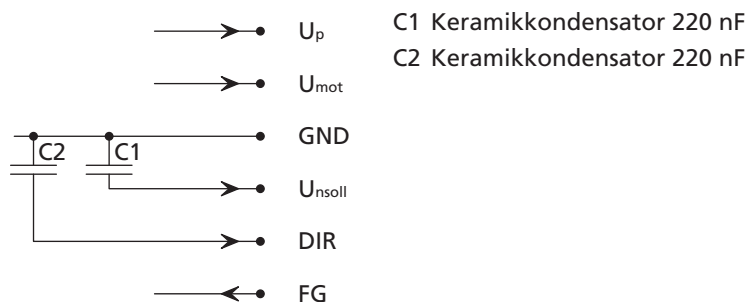 Up
C1 Keramikkondensator 220 nF
Umot
C2 Keramikkondensator 220 nF
GND
C2
C1
Unsoll
DIR
FG